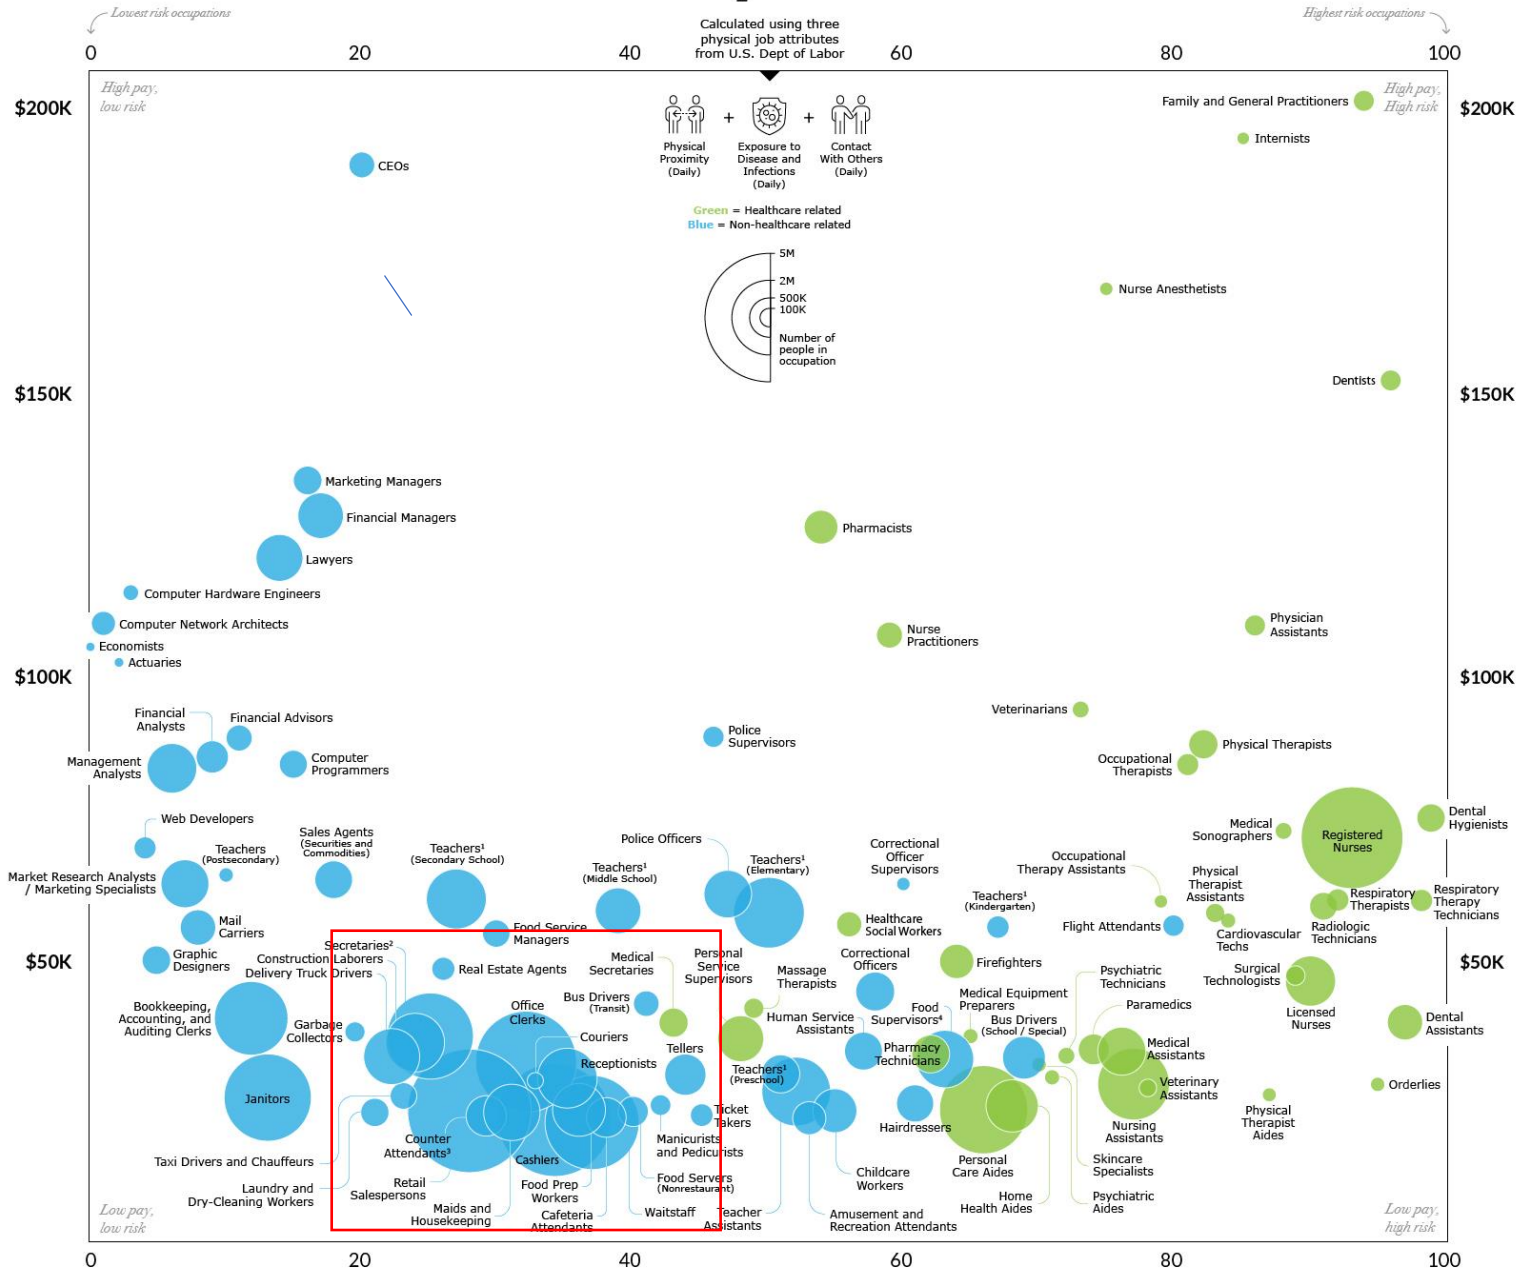 Lowest risk occupations
Highest risk occupations
Calculated using three
physical job attributes
from U.S. Dept of Labor
0
20
40
60
80
100
High pay,
low risk
High pay,
High risk
$200K
$200K
Family and General Practitioners
Internists
CEOs
+
+
Physical
Proximity
(Daily)
Exposure to
Disease and
Infections
(Daily)
Contact
With Others
(Daily)
Green = Healthcare related
Blue = Non-healthcare related
5M
2M
500K
100K
Number of
people in
occupation
Nurse Anesthetists
Dentists
$150K
$150K
Marketing Managers
Financial Managers
Lawyers
Pharmacists
Computer Hardware Engineers
Computer Network Architects
Economists
Actuaries
Nurse
Practitioners
Physician
Assistants
$100K
$100K
Financial
Analysts
Financial Advisors
Management
Analysts
Computer
Programmers
Police
Supervisors
Veterinarians
Physical Therapists
Occupational
Therapists
Web Developers
Teachers
(Postsecondary)
Sales Agents
(Securities and
Commodities)
Teachers¹
(Secondary School)
Teachers¹
(Middle School)
Police Officers
Teachers¹
(Elementary)
Correctional
Officer
Supervisors
Medical
Sonographers
Registered
Nurses
Dental
Hygienists
Market Research Analysts
/ Marketing Specialists
Occupational
Therapy Assistants
Physical
Therapist
Assistants
Respiratory
Therapists
Respiratory
Therapy
Technicians
Teachers¹
(Kindergarten)
Flight Attendants
Cardiovascular
Techs
Radiologic
Technicians
Healthcare
Social Workers
Mail
Carriers
Food Service
Managers
Graphic
Designers
$50K
$50K
Secretaries²
Construction Laborers
Delivery Truck Drivers
Real Estate Agents
Medical
Secretaries
Personal
Service
Supervisors
Massage
Therapists
Correctional
Officers
Firefighters
Psychiatric
Technicians
Surgical
Technologists
Licensed
Nurses
Bookkeeping,
Accounting, and
Auditing Clerks
Garbage
Collectors
Office
Clerks
Bus Drivers
(Transit)
Human Service
Assistants
Food
Supervisors⁴
Medical Equipment
Preparers
Bus Drivers
(School / Special)
Paramedics
Dental
Assistants
Couriers
Receptionists
Tellers
Teachers¹
(Preschool)
Pharmacy
Technicians
Medical
Assistants
Veterinary
Assistants
Orderlies
Janitors
Ticket
Takers
Manicurists
and Pedicurists
Hairdressers
Nursing
Assistants
Physical
Therapist
Aides
Taxi Drivers and Chauffeurs
Counter
Attendants³
Cashiers
Food Servers
(Nonrestaurant)
Childcare
Workers
Personal
Care Aides
Skincare
Specialists
Laundry and
Dry-Cleaning Workers
Retail
Salespersons
Food Prep
Workers
Home
Health Aides
Psychiatric
Aides
Maids and
Housekeeping
Cafeteria
Attendants
Waitstaff
Teacher
Assistants
Amusement and
Recreation Attendants
Low pay,
low risk
Low pay,
high risk
0
20
40
60
80
100